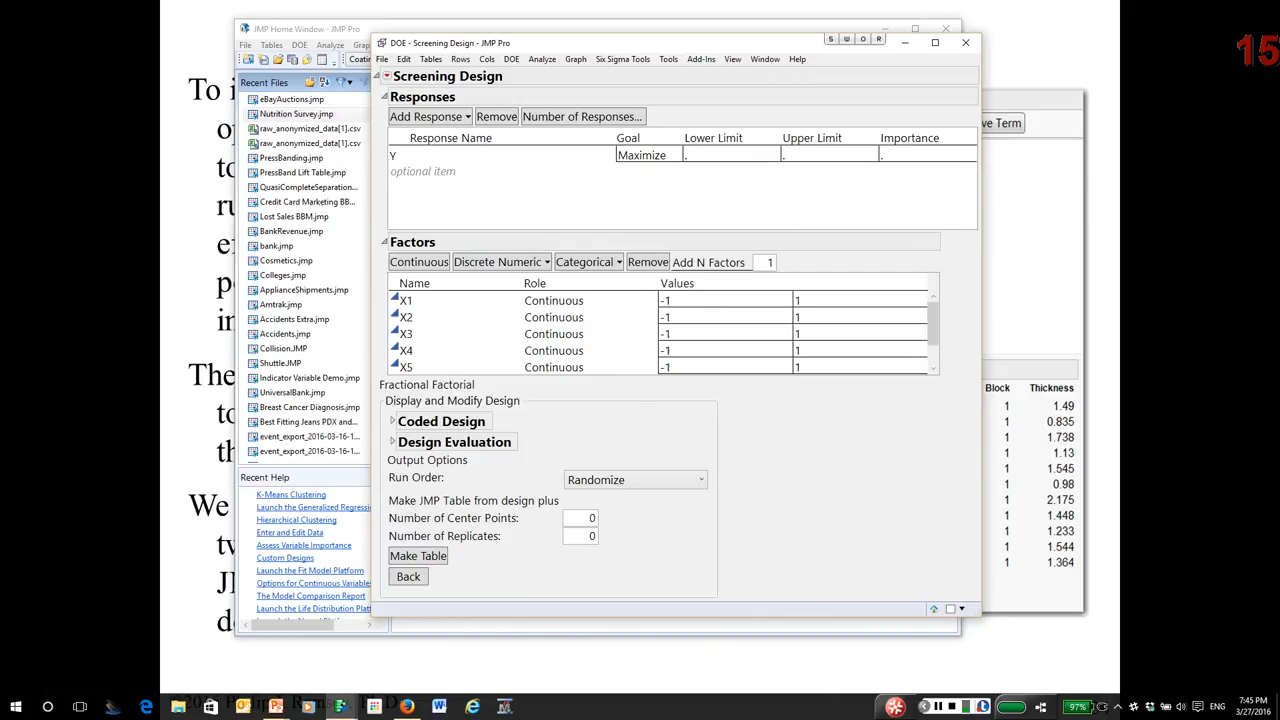 JMP Home Window - JMP Pro
File Tables DOE Analyze Grap
Coatin
Recent Files
eBayAuctions.jmp
Nutrition Survey.jmp
raw_anonymized_data[1].csv
raw_anonymized_data[1].csv
PressBanding.jmp
PressBand Lift Table.jmp
QuasiCompleteSeparation...
Credit Card Marketing BB...
Lost Sales BBM.jmp
BankRevenue.jmp
bank.jmp
Cosmetics.jmp
Colleges.jmp
ApplianceShipments.jmp
Amtrak.jmp
Accidents Extra.jmp
Accidents.jmp
Collision.JMP
Shuttle.JMP
Indicator Variable Demo.jmp
UniversalBank.jmp
Breast Cancer Diagnosis.jmp
Best Fitting Jeans PDX and...
event_export_2016-03-16-1...
event_export_2016-03-16-1...
Recent Help
K-Means Clustering
Launch the Generalized Regressi
Hierarchical Clustering
Enter and Edit Data
Assess Variable Importance
Custom Designs
Launch the Fit Model Platform
Options for Continuous Variables
The Model Comparison Report
Launch the Life Distribution Platf
DOE - Screening Design - JMP Pro
S W O R
File Edit Tables Rows Cols DOE Analyze Graph Six Sigma Tools Tools Add-Ins View Window Help
Screening Design
Responses
Add Response Remove Number of Responses...
Response Name Goal Lower Limit Upper Limit Importance
Y Maximize . . .
optional item
Factors
Continuous Discrete Numeric Categorical Remove Add N Factors 1
Name Role Values
X1 Continuous -1 1
X2 Continuous -1 1
X3 Continuous -1 1
X4 Continuous -1 1
X5 Continuous -1 1
Fractional Factorial
Display and Modify Design
Coded Design
Design Evaluation
Output Options
Run Order: Randomize
Make JMP Table from design plus
Number of Center Points: 0
Number of Replicates: 0
Make Table
Back
15
ve Term
Block Thickness
1 1.49
1 0.835
1 1.738
1 1.13
1 1.545
1 0.98
1 2.175
1 1.448
1 1.233
1 1.544
1 1.364
To i
The
We
97%
ENG
7:45 PM
3/27/2016